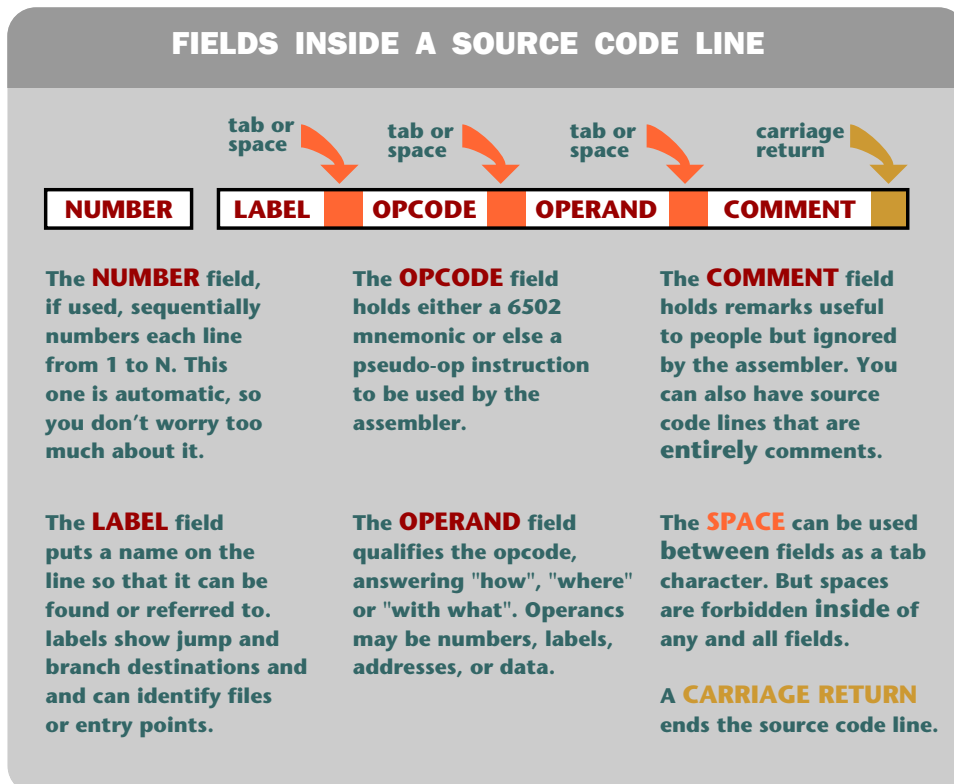 FIELDS INSIDE A SOURCE CODE LINE
tab or
space
tab or
space
tab or
space
carriage
return
NUMBER
LABEL
OPCODE
OPERAND
COMMENT
The NUMBER field,
if used, sequentially
numbers each line
from 1 to N. This
one is automatic, so
you don’t worry too
much about it.
The OPCODE field
holds either a 6502
mnemonic or else a
pseudo-op instruction
to be used by the
assembler.
The COMMENT field
holds remarks useful
to people but ignored
by the assembler. You
can also have source
code lines that are
entirely comments.
The LABEL field
puts a name on the
line so that it can be
found or referred to.
labels show jump and
branch destinations and
and can identify files
or entry points.
The OPERAND field
qualifies the opcode,
answering "how", "where"
or "with what". Operancs
may be numbers, labels,
addresses, or data.
The SPACE can be used
between fields as a tab
character. But spaces
are forbidden inside of
any and all fields.
A CARRIAGE RETURN
ends the source code line.